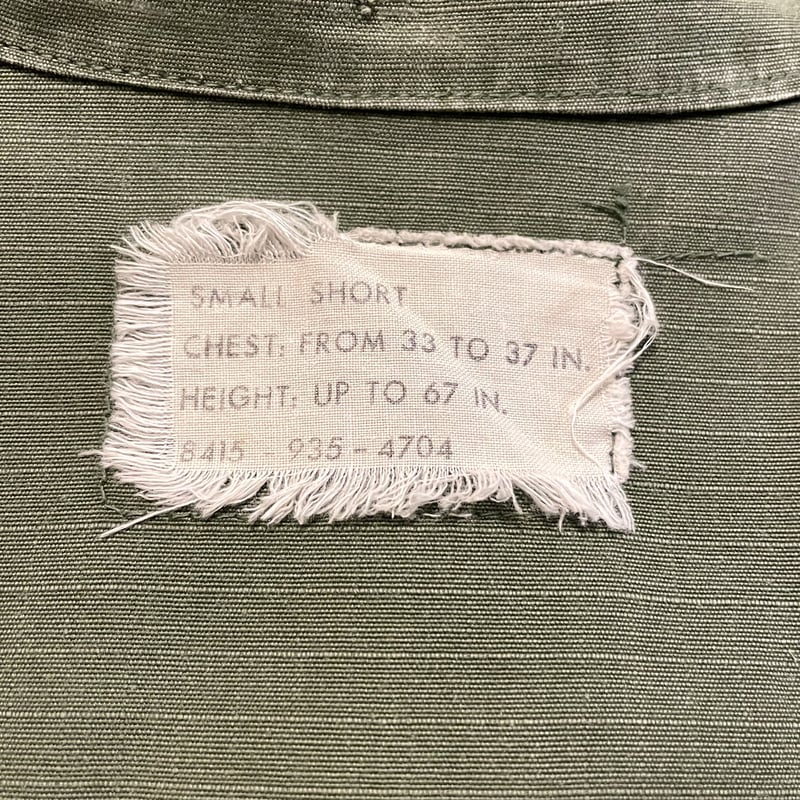 SMALL SHORT
CHEST: FROM 33 TO 37 IN.
HEIGHT: UP TO 67 IN.
8415 - 935 - 4704